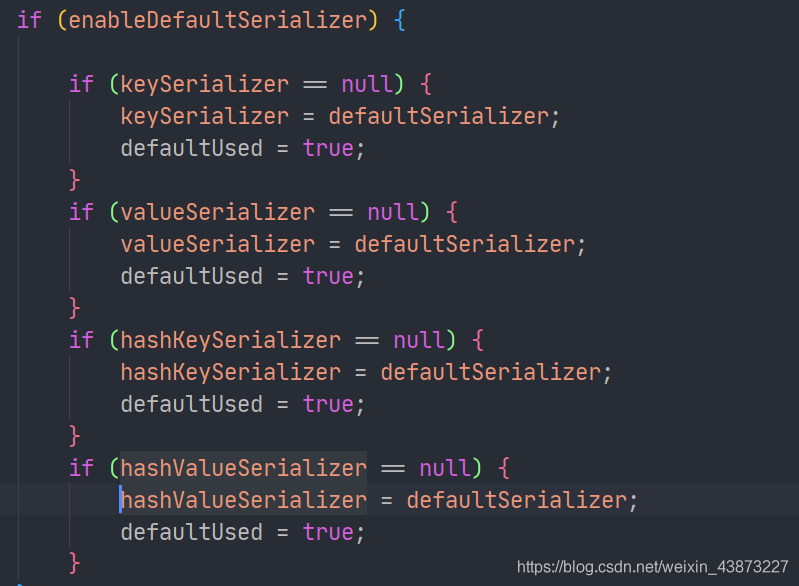 if (enableDefaultSerializer) {
if (keySerializer == null) {
keySerializer = defaultSerializer;
defaultUsed = true;
}
if (valueSerializer == null) {
valueSerializer = defaultSerializer;
defaultUsed = true;
}
if (hashKeySerializer == null) {
hashKeySerializer = defaultSerializer;
defaultUsed = true;
}
if (hashValueSerializer == null) {
hashValueSerializer = defaultSerializer;
defaultUsed = true;
}
https://blog.csdn.net/weixin_43873227